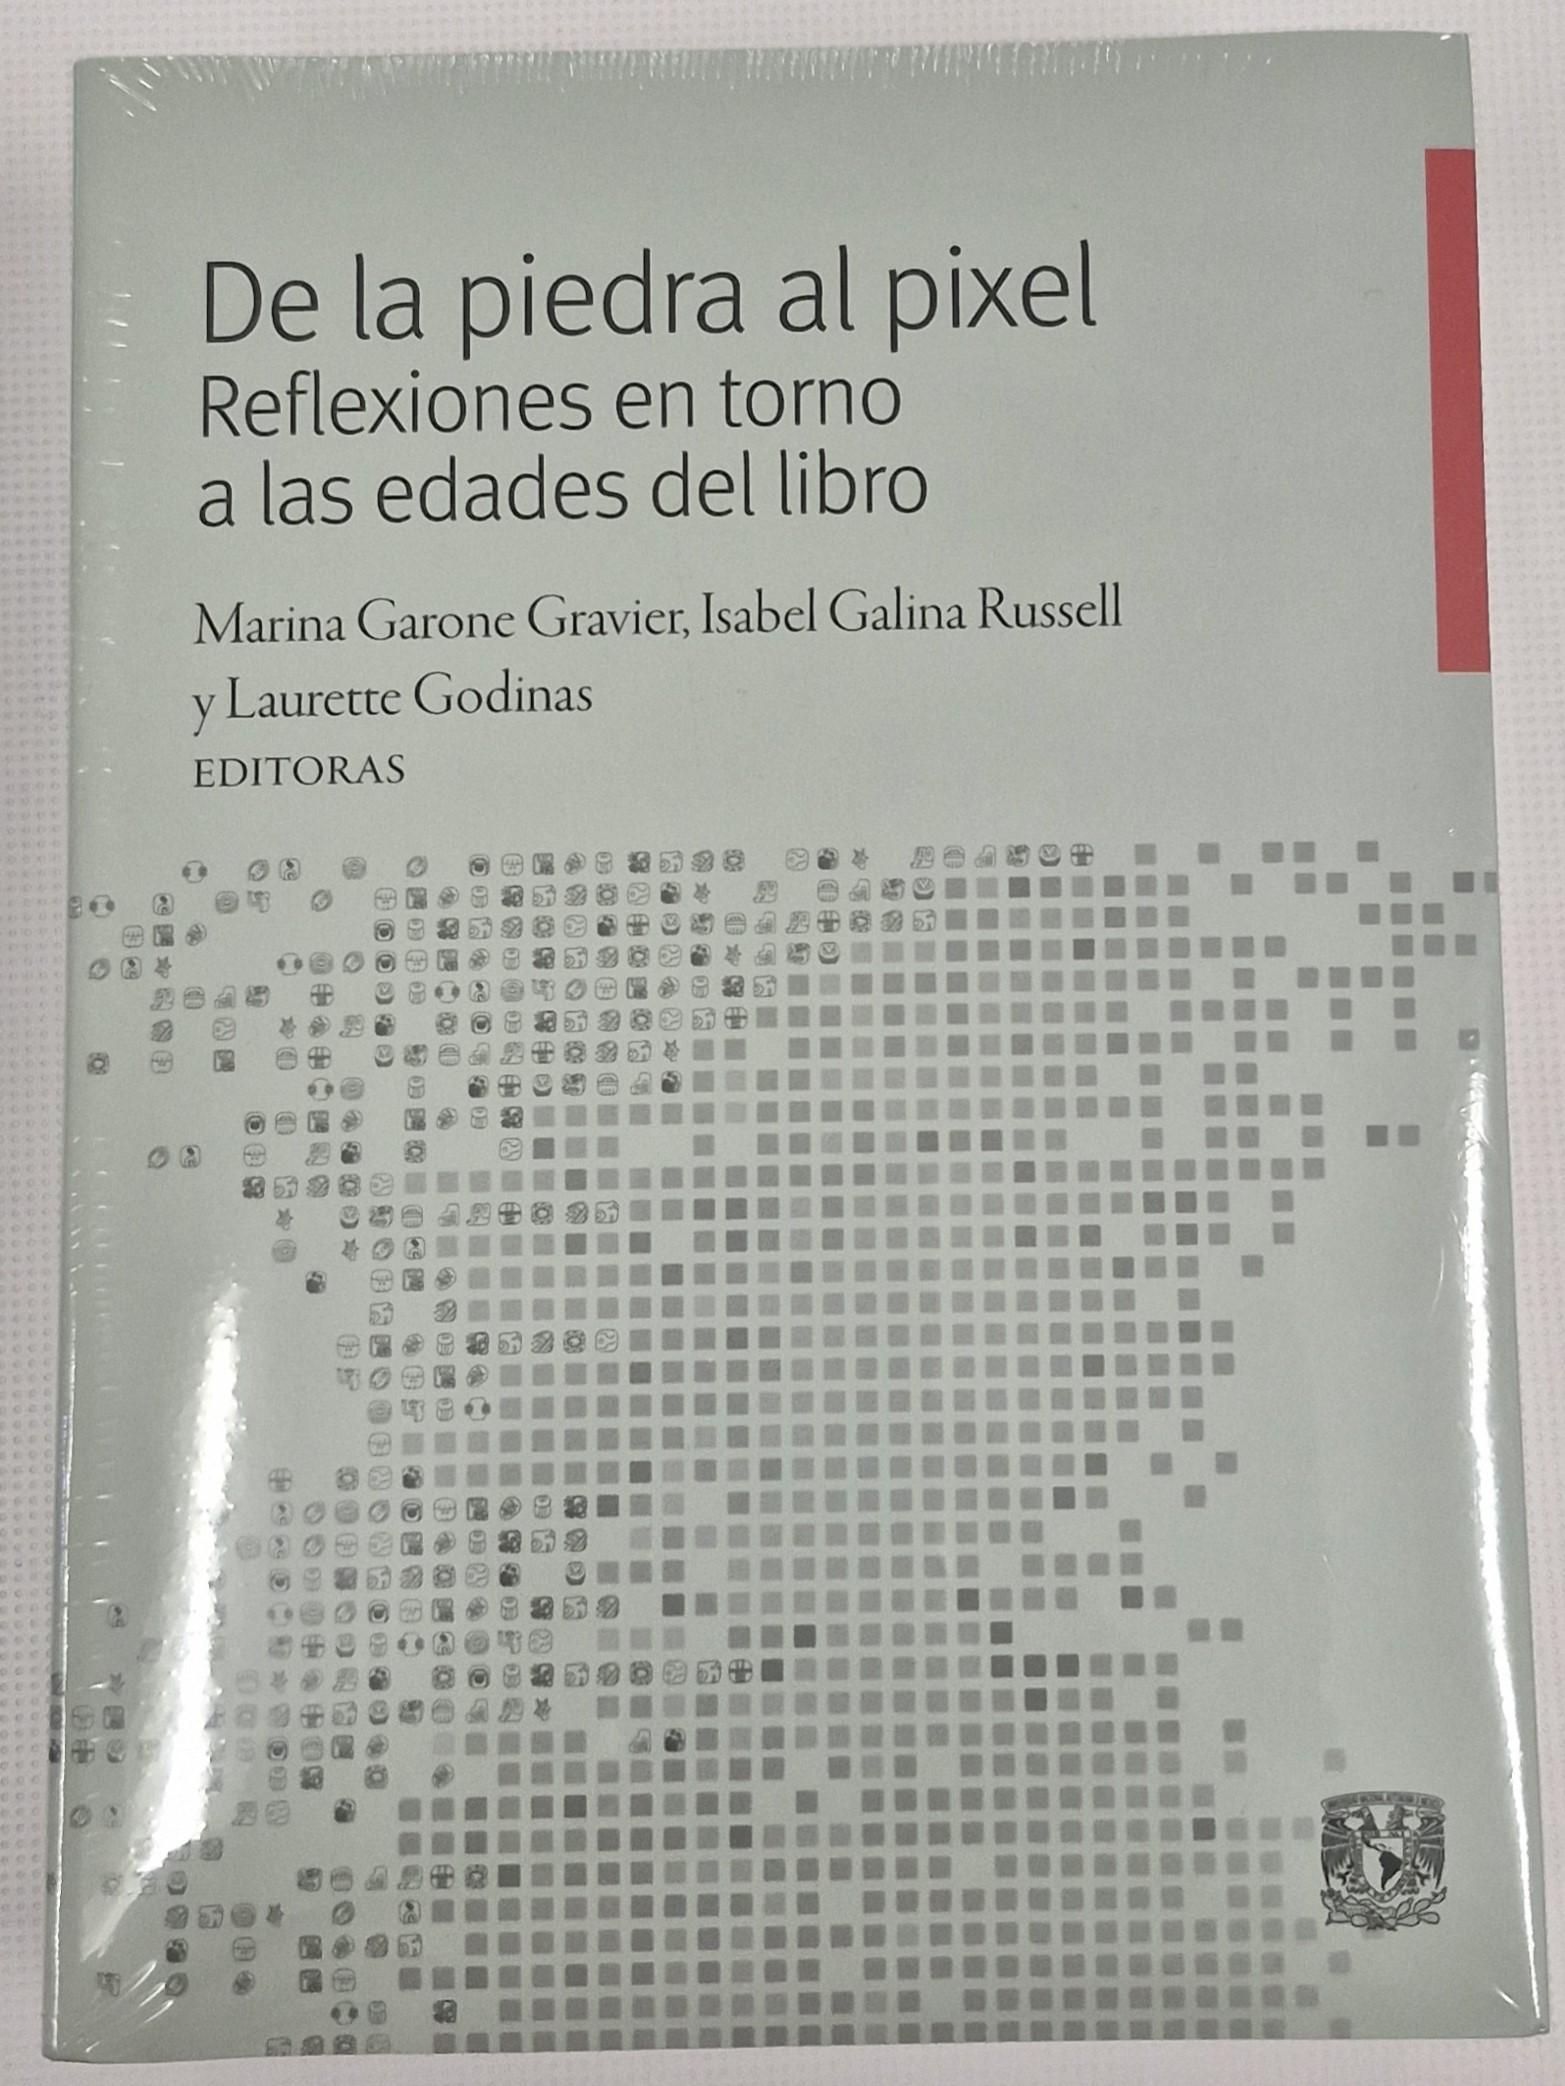 De la piedra al pixel
Reflexiones en torno
a las edades del libro
Marina Garone Gravier, Isabel Galina Russell
y Laurette Godinas
EDITORAS